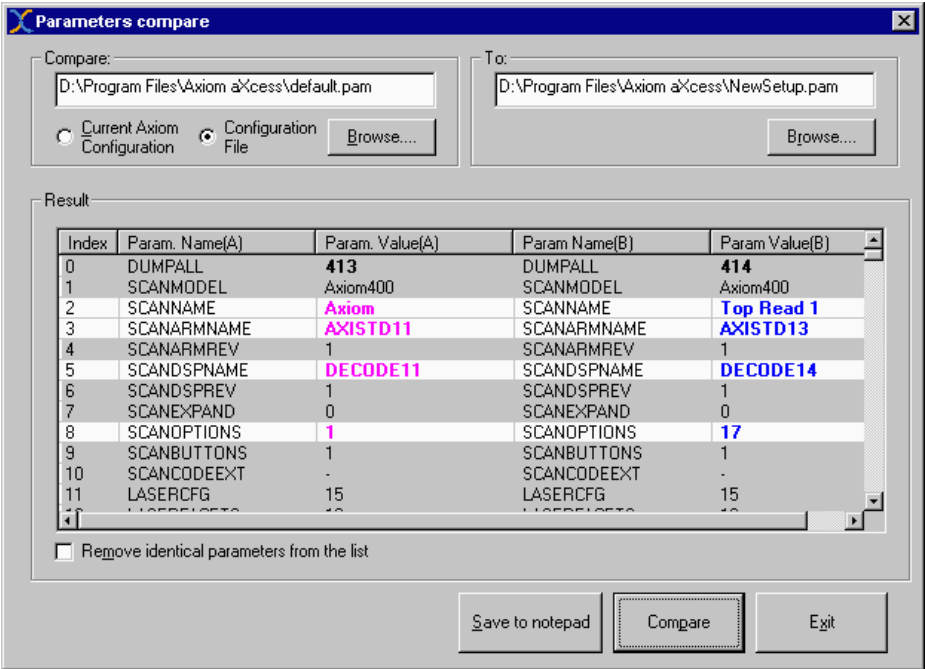 Parameters compare
Compare:
D:\Program Files\Axiom aXcess\default.pam
Current Axiom Configuration
Configuration File
Browse....
To:
D:\Program Files\Axiom aXcess\NewSetup.pam
Browse....
Result
Index Param. Name(A) Param. Value(A) Param Name(B) Param Value(B)
0 DUMPALL 413 DUMPALL 414
1 SCANMODEL Axiom400 SCANMODEL Axiom400
2 SCANNAME Axiom SCANNAME Top Read 1
3 SCANARMNAME AXISTD11 SCANARMNAME AXISTD13
4 SCANARMREV 1 SCANARMREV 1
5 SCANDSPNAME DECODE11 SCANDSPNAME DECODE14
6 SCANDSPREV 1 SCANDSPREV 1
7 SCANEXPAND 0 SCANEXPAND 0
8 SCANOPTIONS 1 SCANOPTIONS 17
9 SCANBUTTONS 1 SCANBUTTONS 1
10 SCANCODEEXT - SCANCODEEXT -
11 LASERCFG 15 LASERCFG 15
Remove identical parameters from the list
Save to notepad
Compare
Exit